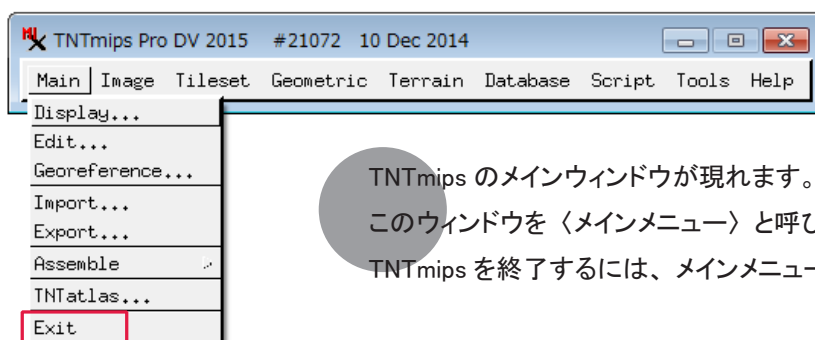 TNTmips Pro DV 2015 #21072 10 Dec 2014
Main Image Tileset Geometric Terrain Database Script Tools Help
Display...
Edit...
Georeference...
Import...
Export...
Assemble
TNTatlas...
Exit
TNTmips のメインウィンドウが現れます。
このウィンドウを〈メインメニュー〉と呼び
TNTmips を終了するには、メインメニュー